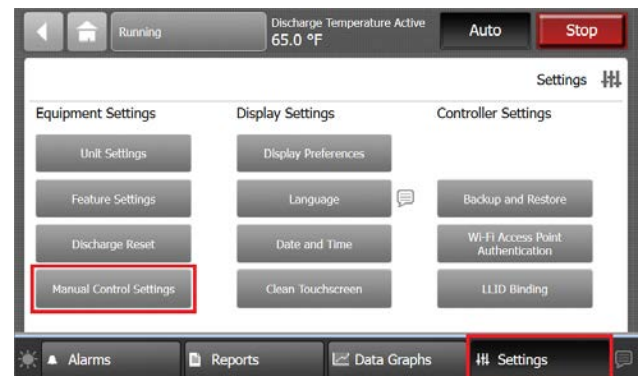 Running
Discharge Temperature Active
65.0 °F
Auto
Stop
Settings
Equipment Settings
Display Settings
Controller Settings
Unit Settings
Display Preferences
Feature Settings
Language
Backup and Restore
Discharge Reset
Date and Time
Wi-Fi Access Point
Authentication
Manual Control Settings
Clean Touchscreen
LLID Binding
Alarms
Reports
Data Graphs
Settings